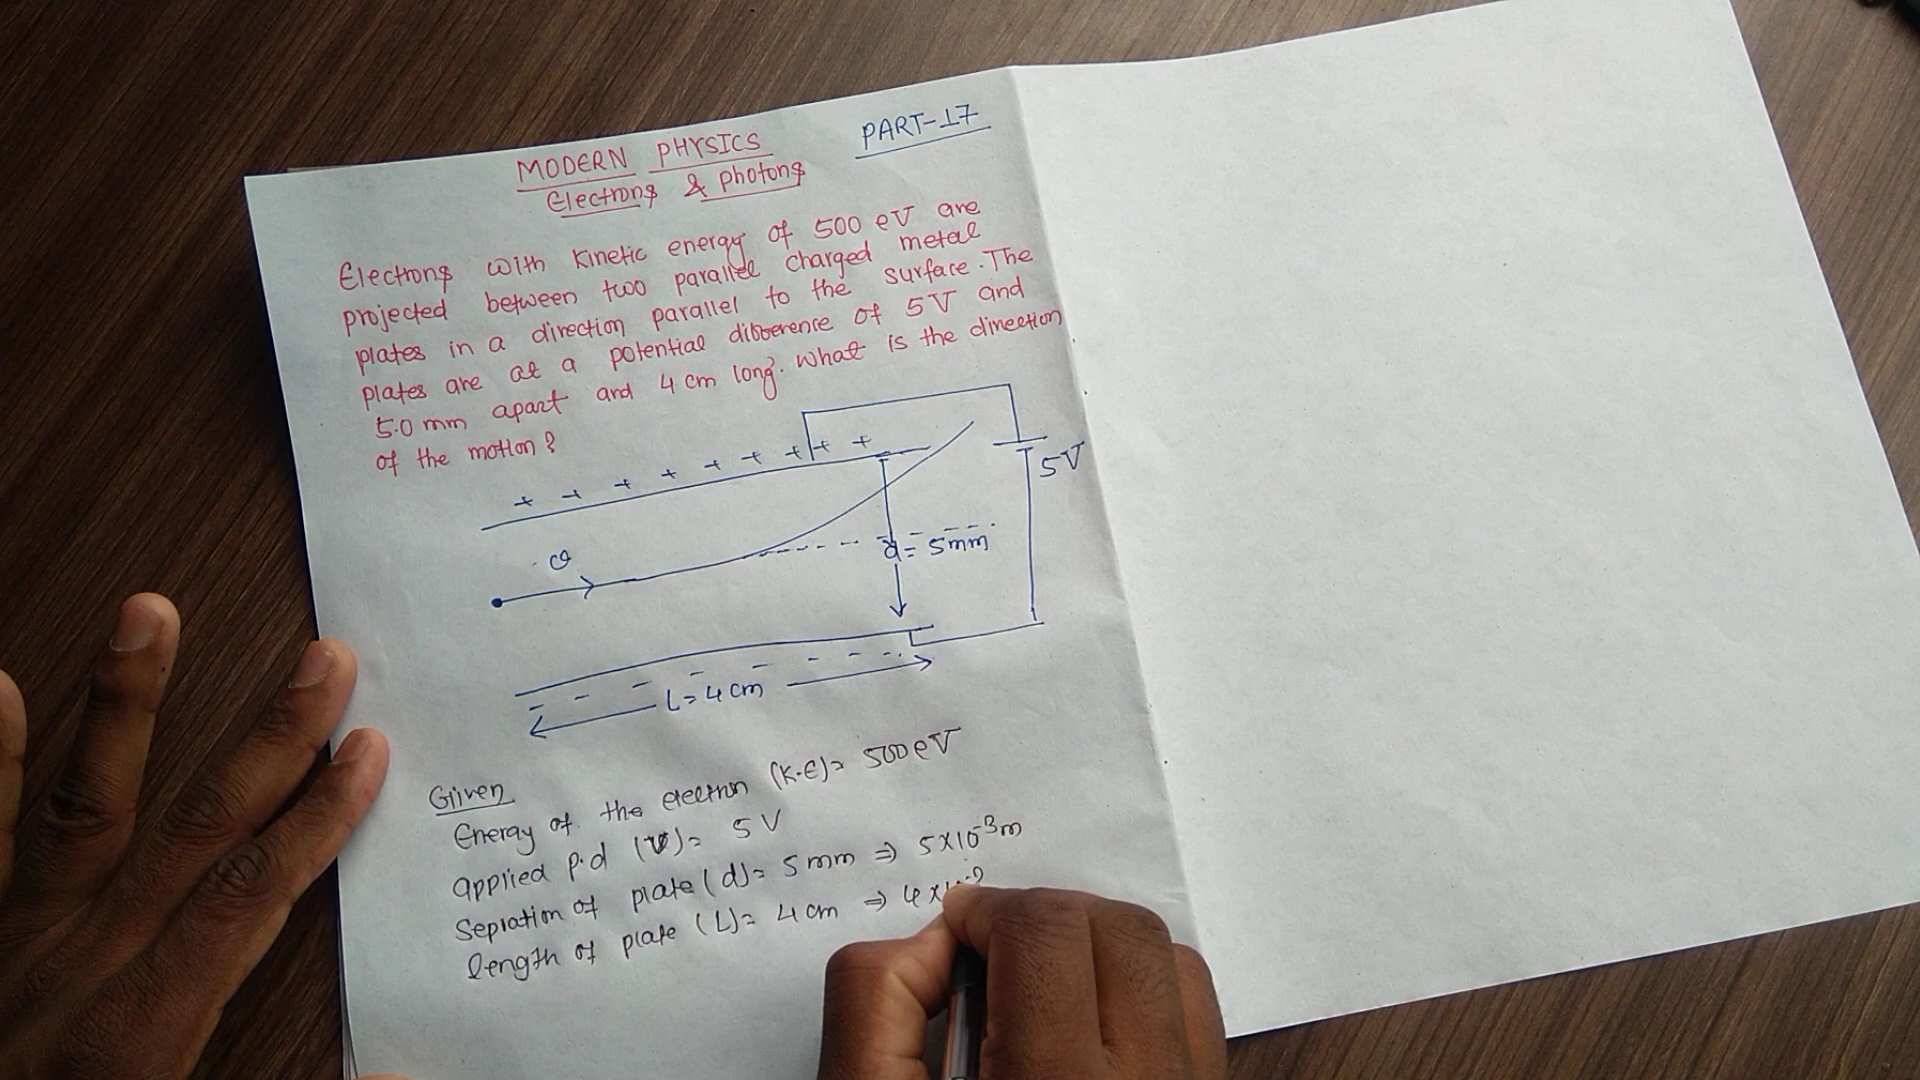 MODERN PHYSICS
PART-17
Electrons & photons
Electrons with kinetic energy of 500 eV are
projected between two parallel charged metal
plates in a direction parallel to the surface. The
plates are at a potential difference of 5V and
5.0 mm apart and 4 cm long. What is the direction
of the motion?
+ + + + + + + + +
5V
d = 5mm
- - - - - - - -
L = 4 cm
Given
Energy of the electron (K.E) = 500 eV
applied p.d (V) = 5 V
Sepration of plate (d) = 5 mm ⇒ 5×10⁻³m
length of plate (L) = 4 cm ⇒ 4×